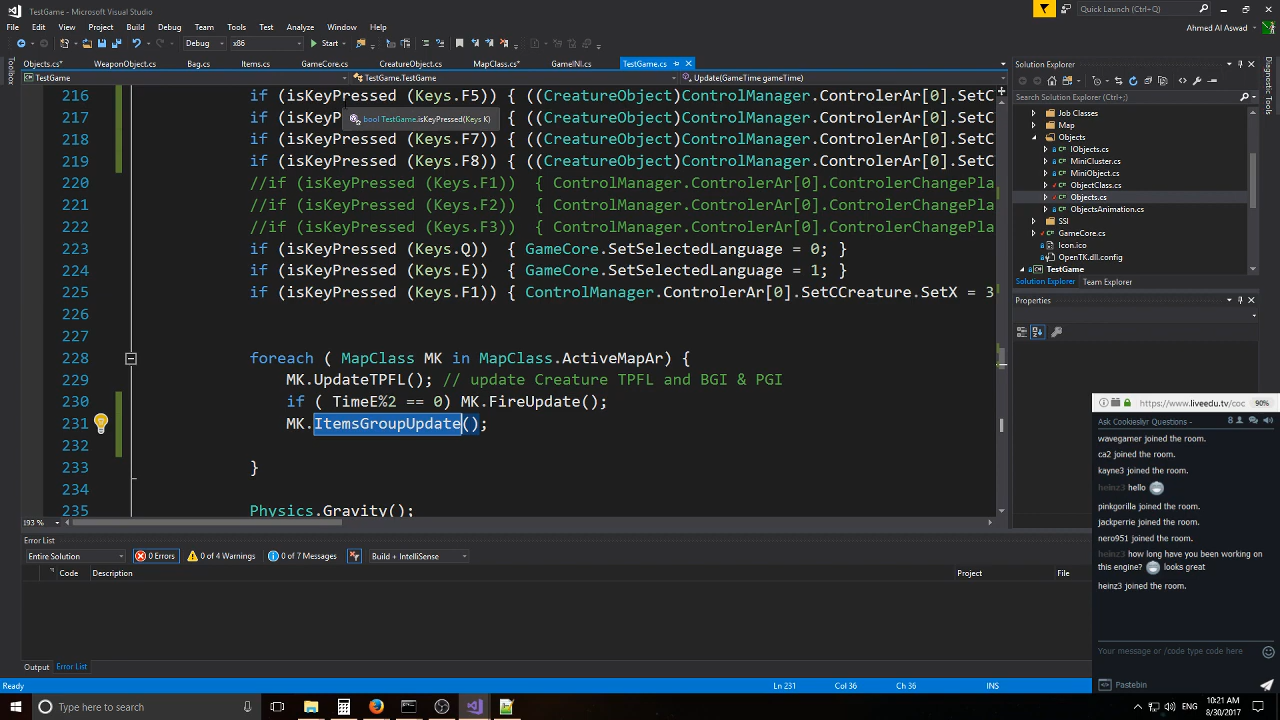 TestGame - Microsoft Visual Studio
Quick Launch (Ctrl+Q)
File Edit View Project Build Debug Team Tools Test Analyze Window Help
Ahmed Al Aswad
Debug x86 Start
Objects.cs* WeaponObject.cs Bag.cs Items.cs GameCore.cs CreatureObject.cs MapClass.cs* GameINI.cs TestGame.cs
TestGame TestGame.TestGame Update(GameTime gameTime)
Toolbox
216 if (isKeyPressed (Keys.F5)) { ((CreatureObject)ControlManager.ControlerAr[0].SetC
217 if (isKeyP ((CreatureObject)ControlManager.ControlerAr[0].SetC
bool TestGame.isKeyPressed(Keys K)
218 if (isKeyPressed (Keys.F7)) { ((CreatureObject)ControlManager.ControlerAr[0].SetC
219 if (isKeyPressed (Keys.F8)) { ((CreatureObject)ControlManager.ControlerAr[0].SetC
220 //if (isKeyPressed (Keys.F1)) { ControlManager.ControlerAr[0].ControlerChangePla
221 //if (isKeyPressed (Keys.F2)) { ControlManager.ControlerAr[0].ControlerChangePla
222 //if (isKeyPressed (Keys.F3)) { ControlManager.ControlerAr[0].ControlerChangePla
223 if (isKeyPressed (Keys.Q)) { GameCore.SetSelectedLanguage = 0; }
224 if (isKeyPressed (Keys.E)) { GameCore.SetSelectedLanguage = 1; }
225 if (isKeyPressed (Keys.F1)) { ControlManager.ControlerAr[0].SetCCreature.SetX = 3
226
227
228 foreach ( MapClass MK in MapClass.ActiveMapAr) {
229 MK.UpdateTPFL(); // update Creature TPFL and BGI & PGI
230 if ( TimeE%2 == 0) MK.FireUpdate();
231 MK.ItemsGroupUpdate();
232
233 }
234
235 Physics.Gravity();
193 %
Error List
Entire Solution 0 Errors 0 of 4 Warnings 0 of 7 Messages Build + IntelliSense
Code Description Project File
Output Error List
Ready Ln 231 Col 36 Ch 36 INS
Solution Explorer
Search Solution Explorer (Ctrl+;)
Job Classes
Map
Objects
IObjects.cs
MiniCluster.cs
MiniObject.cs
ObjectClass.cs
Objects.cs
ObjectsAnimation.cs
SSI
GameCore.cs
Icon.ico
OpenTK.dll.config
TestGame
Solution Explorer Team Explorer
Properties
Diagnostic Tools
https://www.liveedu.tv/coc 90%
Ask Cookiesliyr Questions - 8
wavegamer joined the room.
ca2 joined the room.
kayne3 joined the room.
heinz3 hello
pinkgorilla joined the room.
jackperrie joined the room.
nero951 joined the room.
heinz3 how long have you been working on
this engine? looks great
heinz3 joined the room.
Your message / code type code here
Pastebin
Type here to search
ENG
10:21 AM
8/30/2017